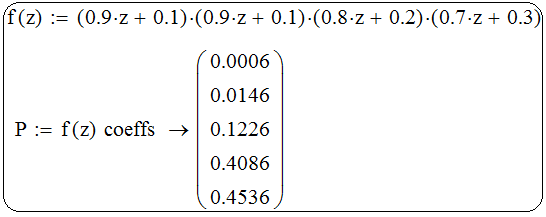 f(z) := (0.9·z + 0.1)·(0.9·z + 0.1)·(0.8·z + 0.2)·(0.7·z + 0.3)
0.0006
0.0146
P := f(z) coeffs → 0.1226
0.4086
0.4536